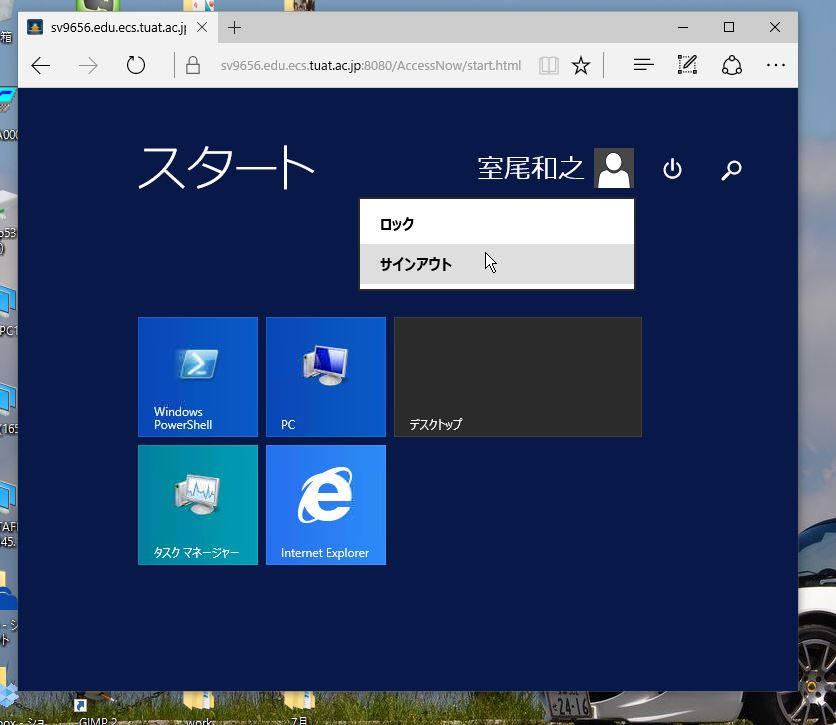 sv9656.edu.ecs.tuat.ac.jp
sv9656.edu.ecs.tuat.ac.jp:8080/AccessNow/start.html
箱
スタート
室尾和之
ロック
サインアウト
Windows
PowerShell
PC
デスクトップ
タスク マネージャー
Internet Explorer
GIMP 2
work
7月
24-16